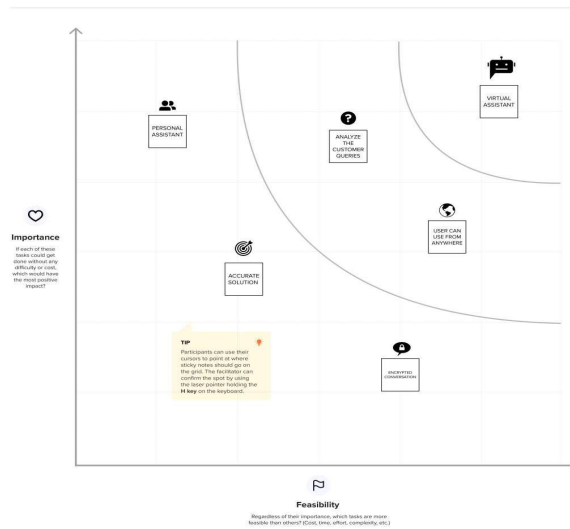 VIRTUAL
ASSISTANT
PERSONAL
ASSISTANT
ANALYZE
THE
CUSTOMER
QUERIES
USER CAN
USE FROM
ANYWHERE
Importance
If each of these
tasks could get
done without any
difficulty or cost,
which would have
the most positive
impact?
ACCURATE
SOLUTION
TIP
Participants can use their
cursors to point at where
sticky notes should go on
the grid. The facilitator can
confirm the spot by using
the laser pointer holding the
H key on the keyboard.
ENCRYPTED
CONVERSATION
Feasibility
Regardless of their importance, which tasks are more
feasible than others? (Cost, time, effort, complexity, etc.)